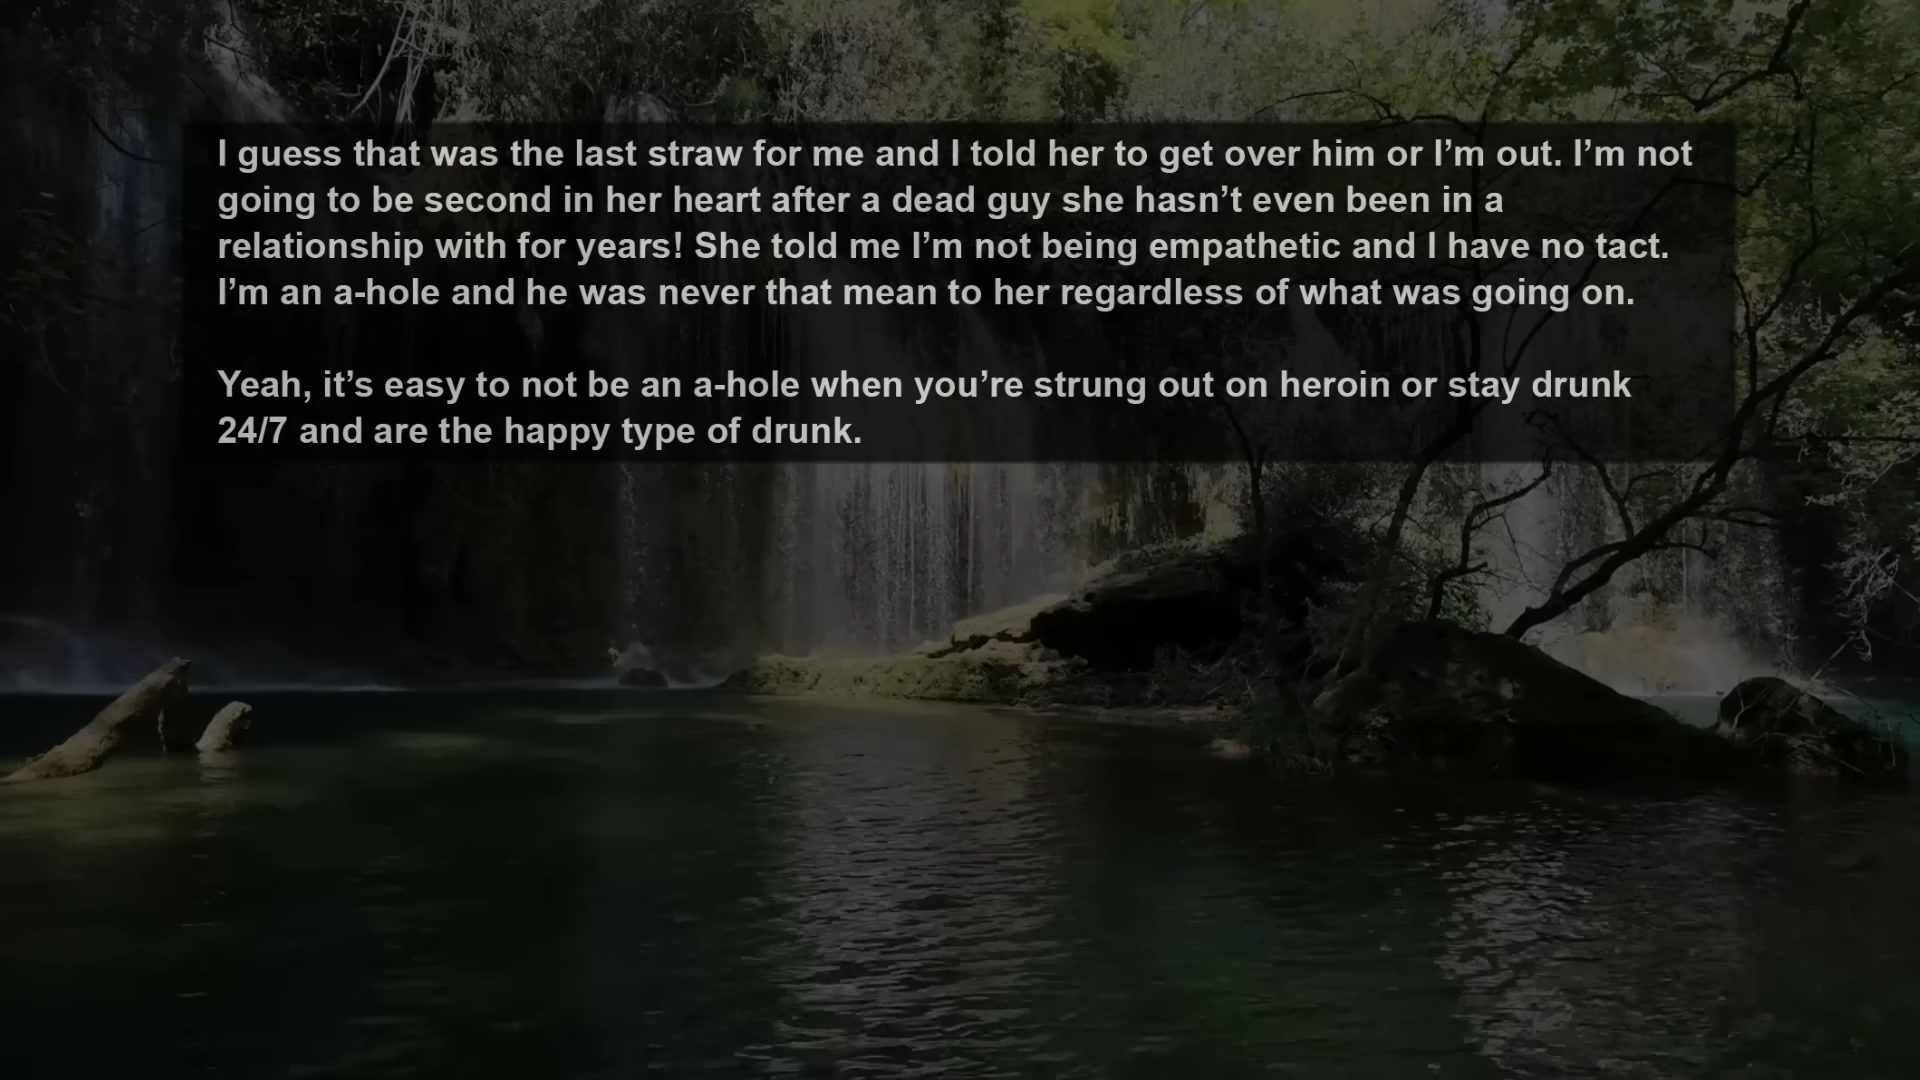 I guess that was the last straw for me and I told her to get over him or I’m out. I’m not
going to be second in her heart after a dead guy she hasn’t even been in a
relationship with for years! She told me I’m not being empathetic and I have no tact.
I’m an a-hole and he was never that mean to her regardless of what was going on.
Yeah, it’s easy to not be an a-hole when you’re strung out on heroin or stay drunk
24/7 and are the happy type of drunk.